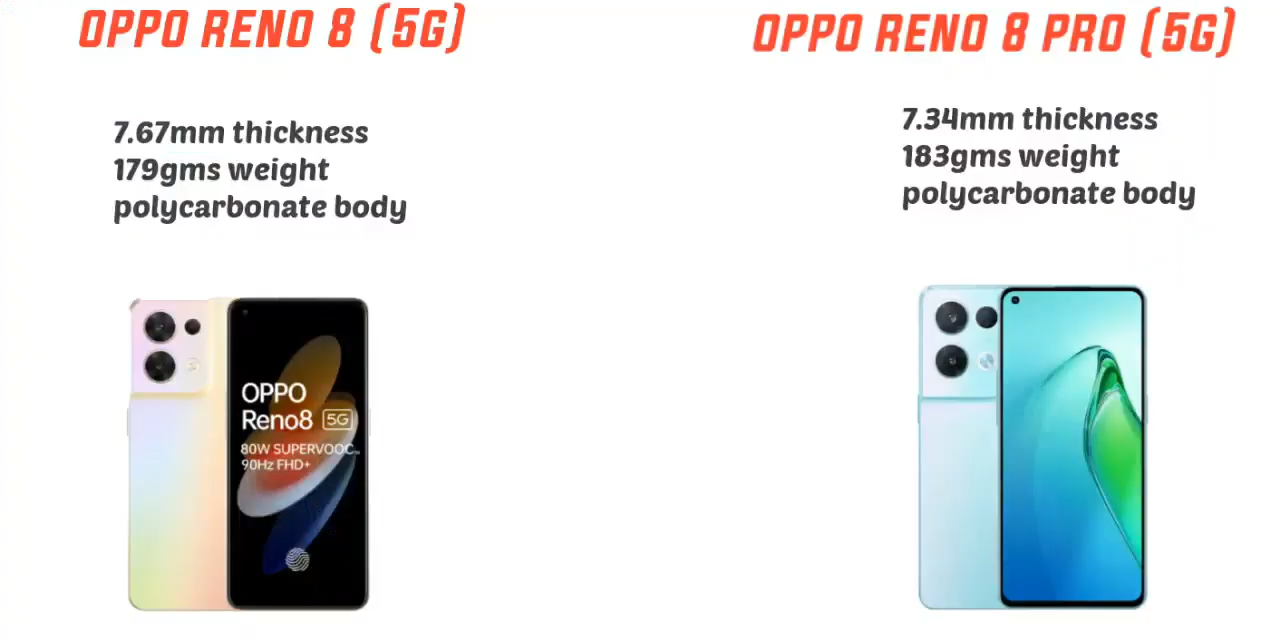 OPPO RENO 8 (5G)
7.67mm thickness
179gms weight
polycarbonate body
OPPO
Reno8 5G
80W SUPERVOOC™
90Hz FHD+
OPPO RENO 8 PRO (5G)
7.34mm thickness
183gms weight
polycarbonate body